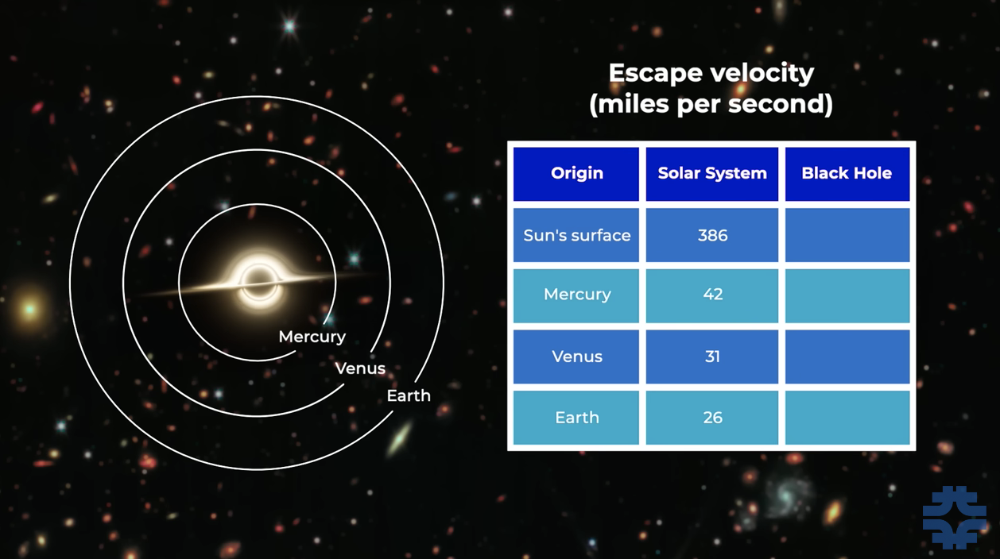 Escape velocity
(miles per second)
Origin Solar System Black Hole
Sun's surface 386
Mercury 42
Venus 31
Earth 26
Mercury
Venus
Earth